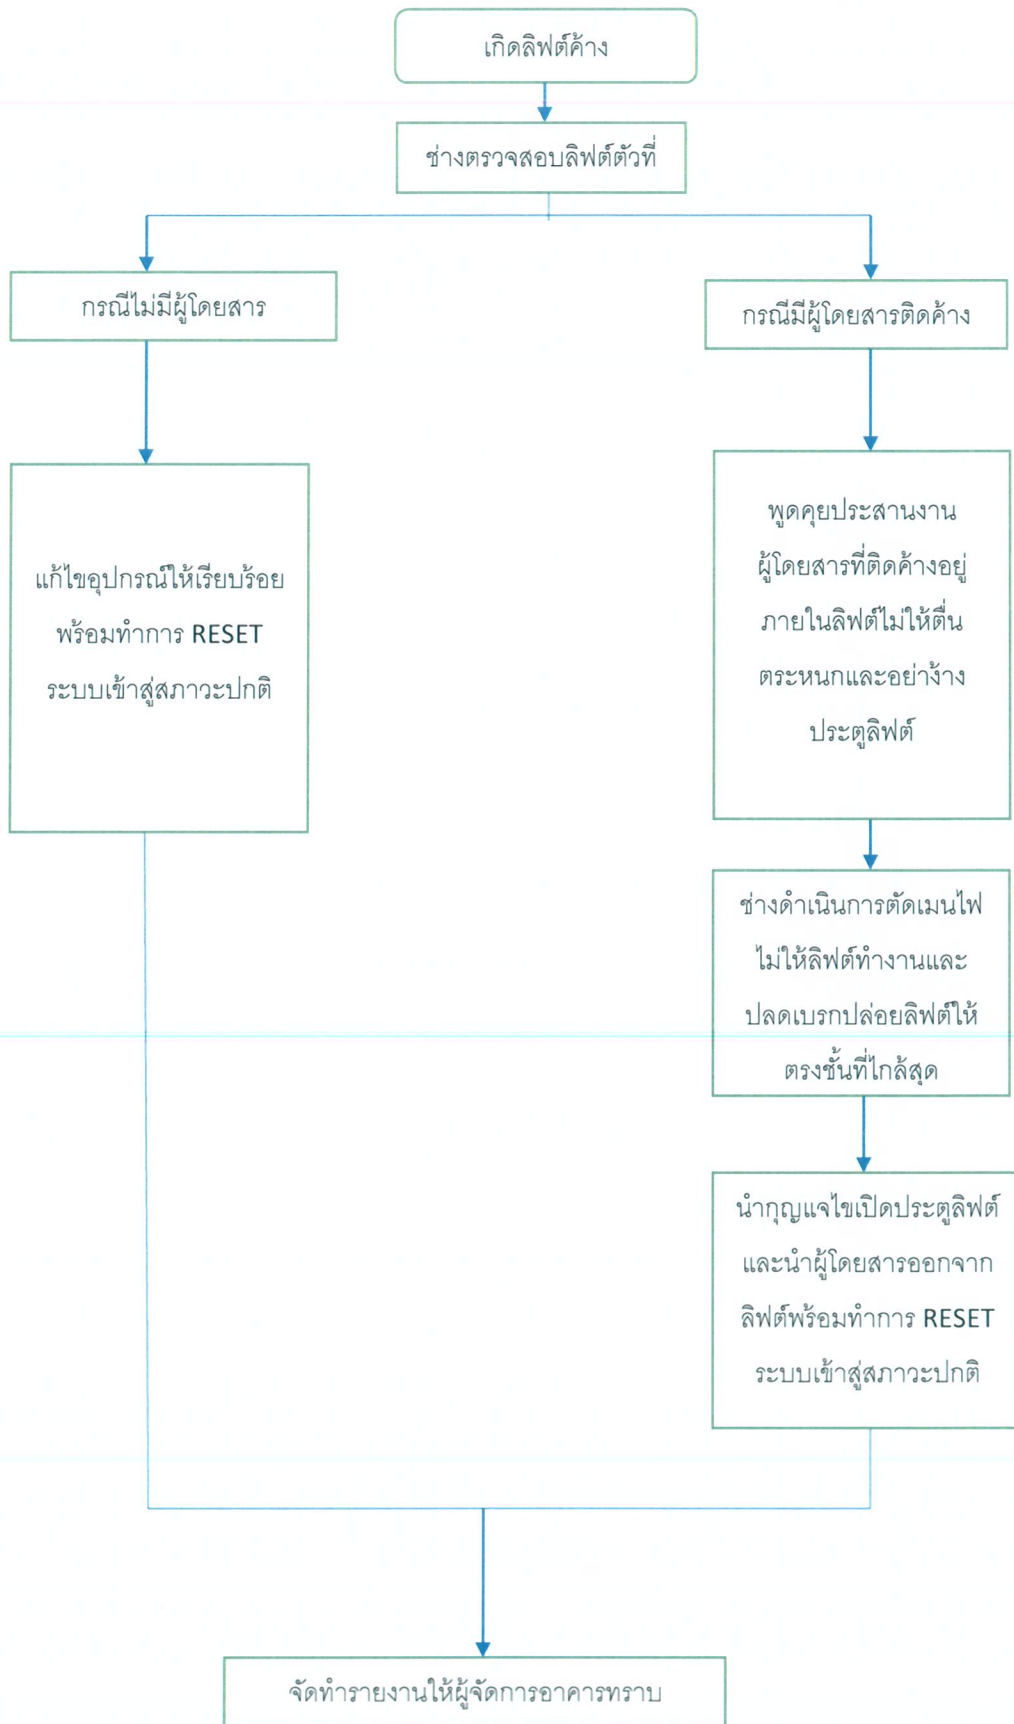 เกิดลิฟต์ค้าง
ช่างตรวจสอบลิฟต์ตัวที่
กรณีไม่มีผู้โดยสาร
กรณีมีผู้โดยสารติดค้าง
แก้ไขอุปกรณ์ให้เรียบร้อย
พร้อมทำการ RESET
ระบบเข้าสู่สภาวะปกติ
พูดคุยประสานงาน
ผู้โดยสารที่ติดค้างอยู่
ภายในลิฟต์ไม่ให้ตื่น
ตระหนกและอย่าง้าง
ประตูลิฟต์
ช่างดำเนินการตัดเมนไฟ
ไม่ให้ลิฟต์ทำงานและ
ปลดเบรกปล่อยลิฟต์ให้
ตรงชั้นที่ไกล้สุด
นำกุญแจไขเปิดประตูลิฟต์
และนำผู้โดยสารออกจาก
ลิฟต์พร้อมทำการ RESET
ระบบเข้าสู่สภาวะปกติ
จัดทำรายงานให้ผู้จัดการอาคารทราบ